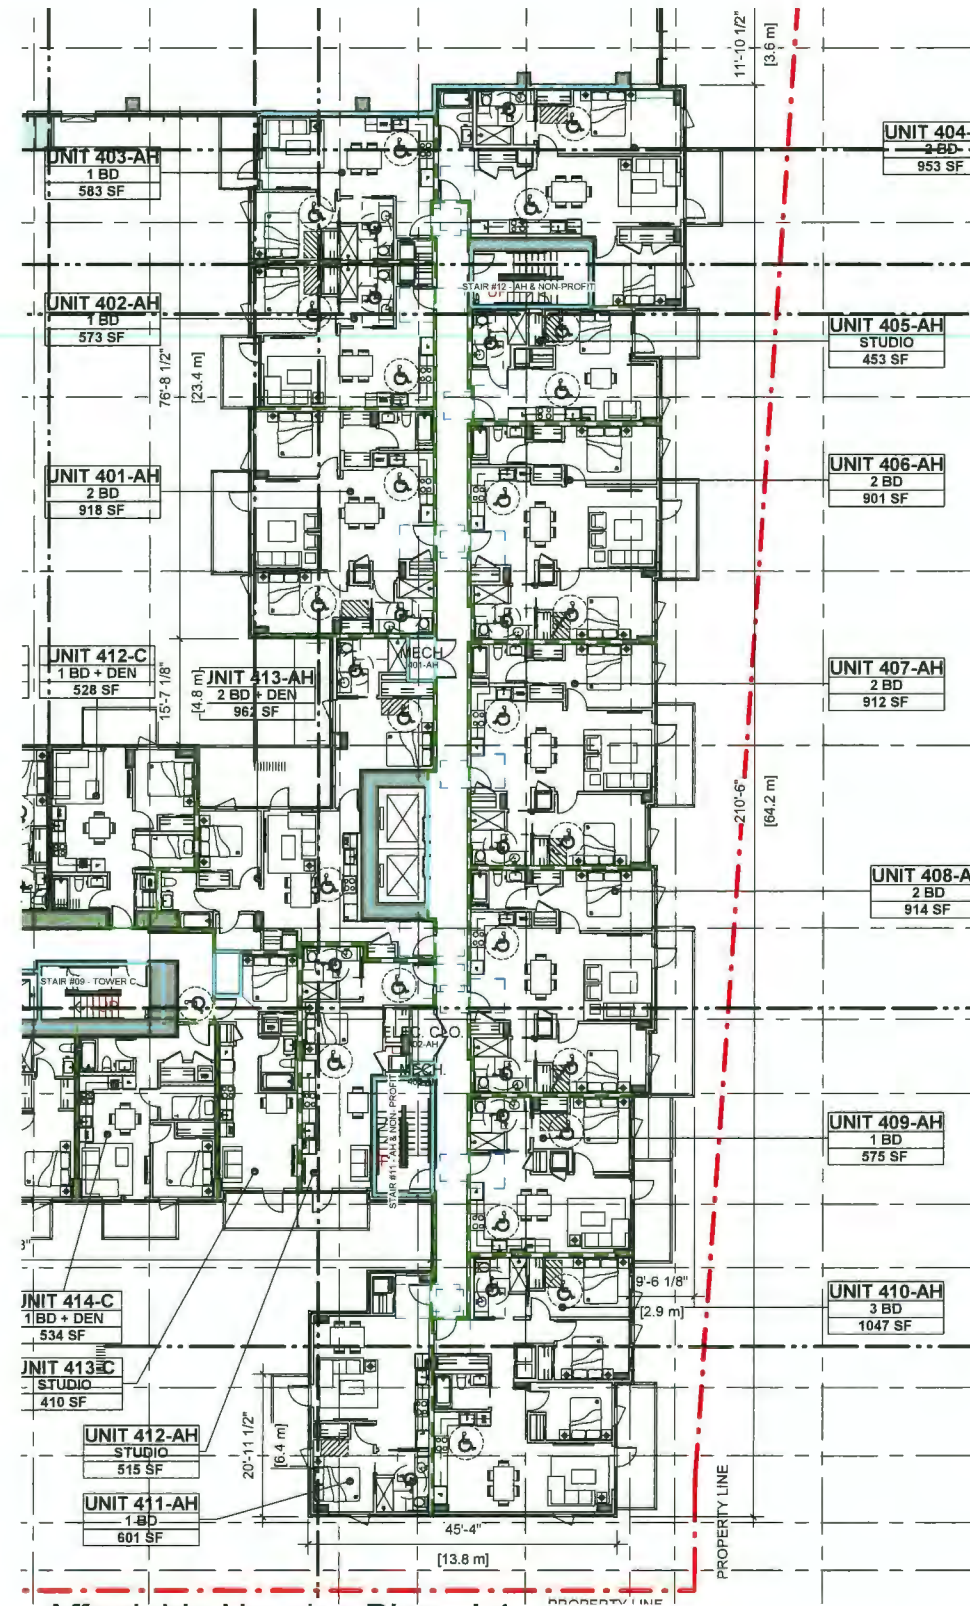 11'-10 1/2"
[3.6 m]
UNIT 403-AH
1 BD
583 SF
UNIT 404-
2 BD
953 SF
STAIR #12 - AH & NON-PROFIT
UNIT 402-AH
1 BD
573 SF
UNIT 405-AH
STUDIO
453 SF
76'-8 1/2"
[23.4 m]
UNIT 401-AH
2 BD
918 SF
UNIT 406-AH
2 BD
901 SF
MECH
401-AH
UNIT 412-C
1 BD + DEN
528 SF
15'-7 1/8"
[4.8 m]
UNIT 413-AH
2 BD + DEN
962 SF
UNIT 407-AH
2 BD
912 SF
210'-6"
[64.2 m]
UNIT 408-A
2 BD
914 SF
STAIR #09 - TOWER C
UP
ELEC. CLO.
402-AH
MECH.
STAIR #11 - AH & NON-PROFIT
UNIT 409-AH
1 BD
575 SF
9'-6 1/8"
[2.9 m]
UNIT 410-AH
3 BD
1047 SF
UNIT 414-C
1 BD + DEN
534 SF
UNIT 413-C
STUDIO
410 SF
UNIT 412-AH
STUDIO
515 SF
20'-11 1/2"
[6.4 m]
UNIT 411-AH
1 BD
601 SF
45'-4"
[13.8 m]
PROPERTY LINE
PROPERTY LINE